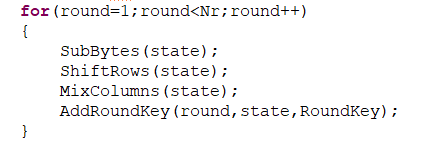 for(round=1;round<Nr;round++)
{
    SubBytes(state);
    ShiftRows(state);
    MixColumns(state);
    AddRoundKey(round,state,RoundKey);
}